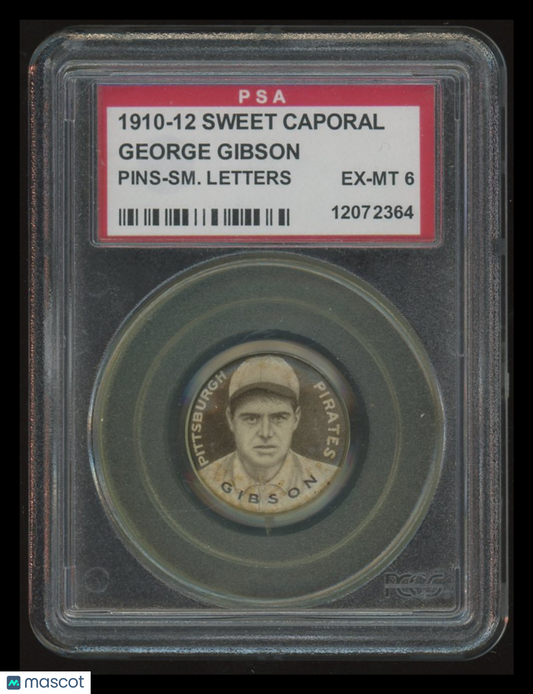 PSA
1910-12 SWEET CAPORAL
GEORGE GIBSON
PINS-SM. LETTERS EX-MT 6
12072364
PITTSBURGH PIRATES
GIBSON
PCGS
mascot